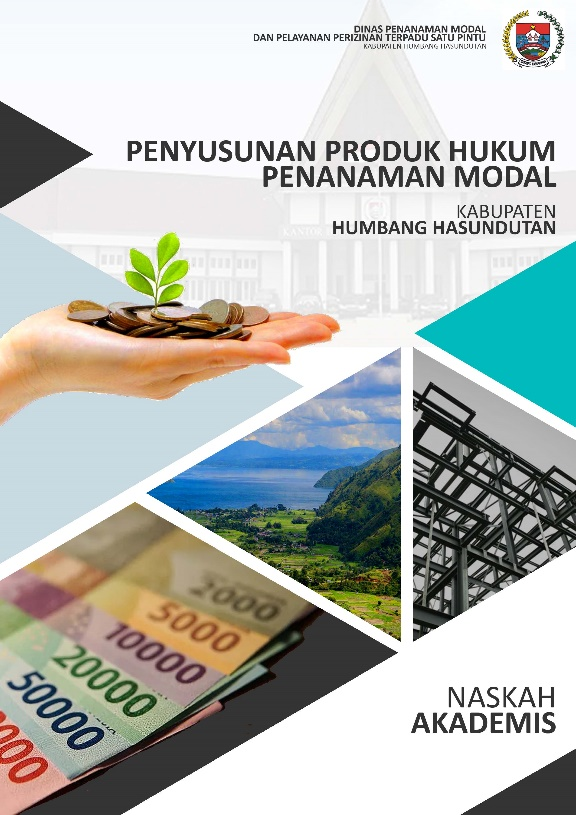 DINAS PENANAMAN MODAL
DAN PELAYANAN PERIZINAN TERPADU SATU PINTU
KABUPATEN HUMBANG HASUNDUTAN
PENYUSUNAN PRODUK HUKUM
PENANAMAN MODAL
KABUPATEN
HUMBANG HASUNDUTAN
2000
5000
10000
20000
50000
NASKAH
AKADEMIS